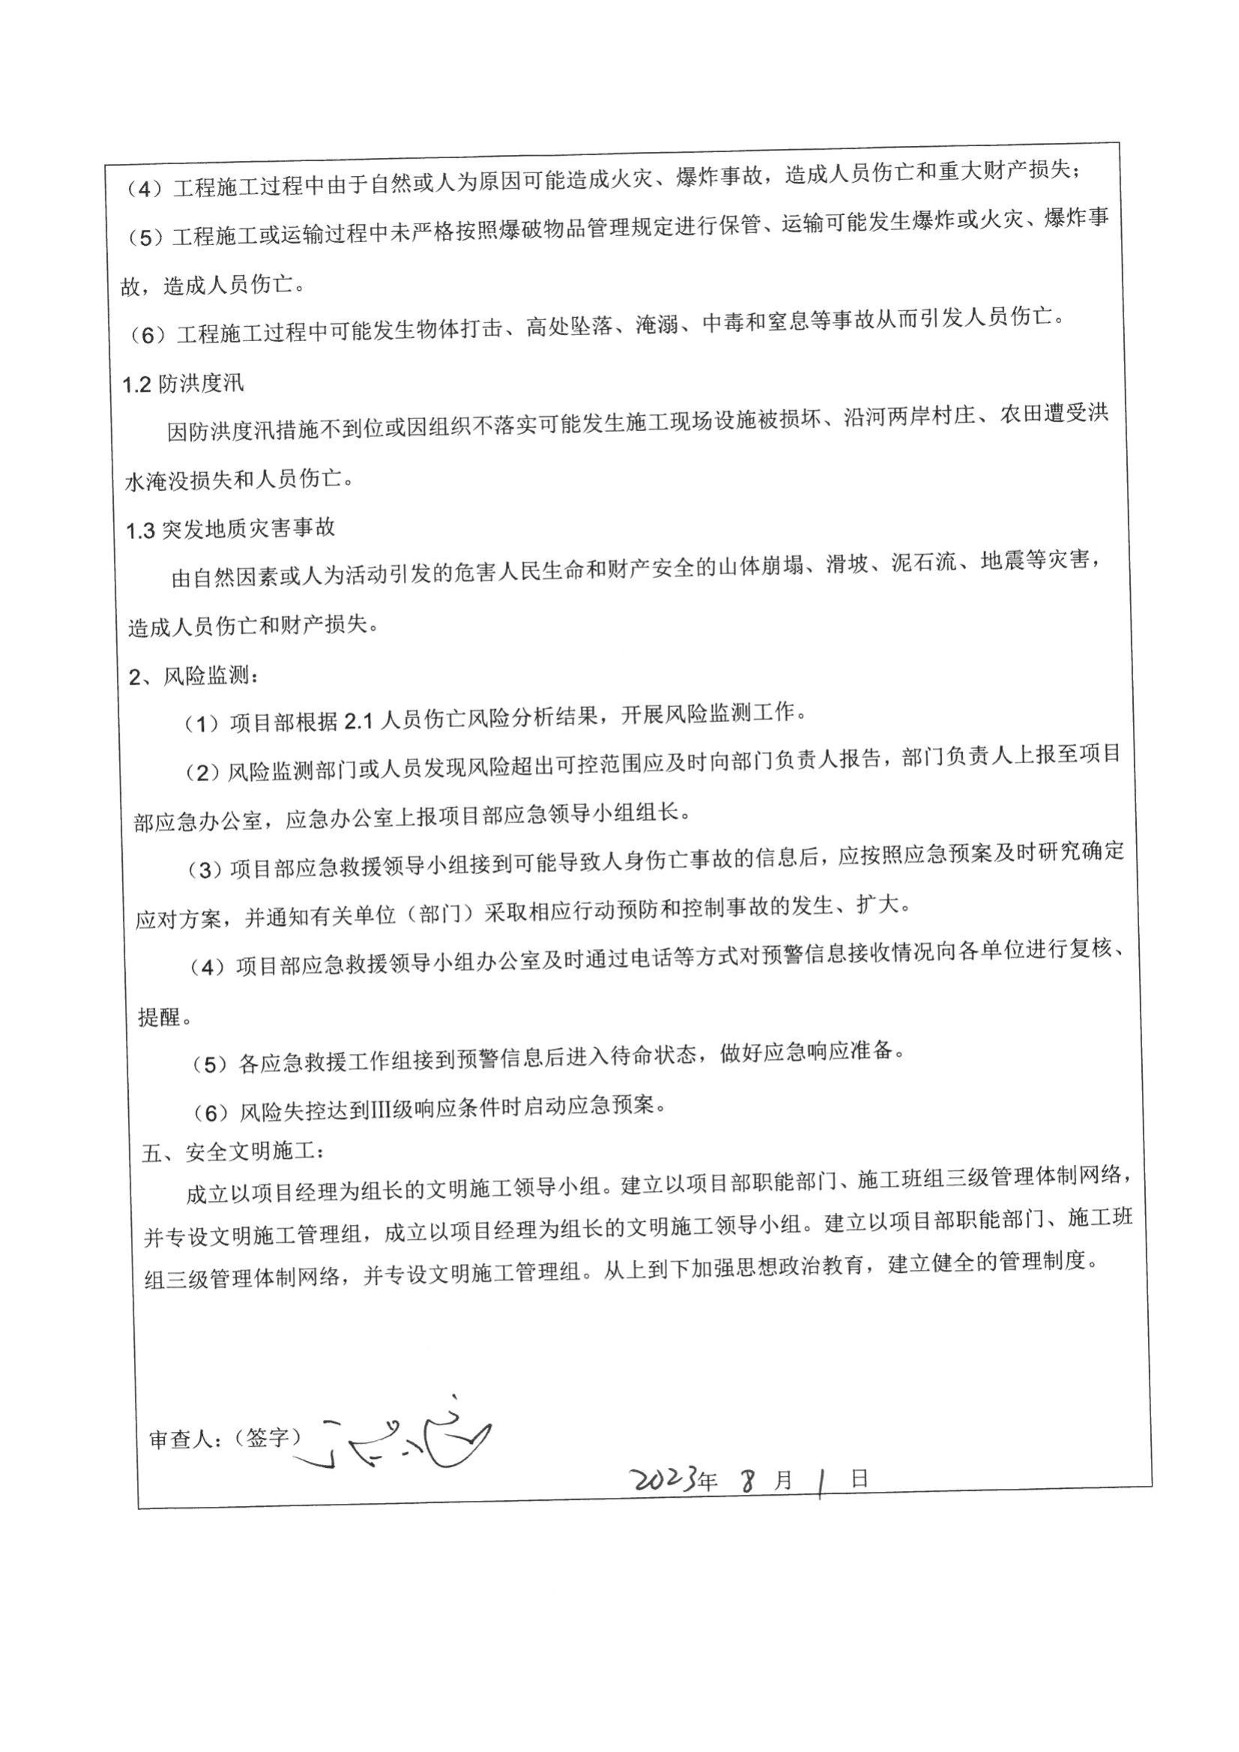 （4）工程施工过程中由于自然或人为原因可能造成火灾、爆炸事故，造成人员伤亡和重大财产损失；
（5）工程施工或运输过程中未严格按照爆破物品管理规定进行保管、运输可能发生爆炸或火灾、爆炸事
故，造成人员伤亡。
（6）工程施工过程中可能发生物体打击、高处坠落、淹溺、中毒和窒息等事故从而引发人员伤亡。
1.2 防洪度汛
因防洪度汛措施不到位或因组织不落实可能发生施工现场设施被损坏、沿河两岸村庄、农田遭受洪
水淹没损失和人员伤亡。
1.3 突发地质灾害事故
由自然因素或人为活动引发的危害人民生命和财产安全的山体崩塌、滑坡、泥石流、地震等灾害，
造成人员伤亡和财产损失。
2、风险监测：
（1）项目部根据 2.1 人员伤亡风险分析结果，开展风险监测工作。
（2）风险监测部门或人员发现风险超出可控范围应及时向部门负责人报告，部门负责人上报至项目
部应急办公室，应急办公室上报项目部应急领导小组组长。
（3）项目部应急救援领导小组接到可能导致人身伤亡事故的信息后，应按照应急预案及时研究确定
应对方案，并通知有关单位（部门）采取相应行动预防和控制事故的发生、扩大。
（4）项目部应急救援领导小组办公室及时通过电话等方式对预警信息接收情况向各单位进行复核、
提醒。
（5）各应急救援工作组接到预警信息后进入待命状态，做好应急响应准备。
（6）风险失控达到Ⅲ级响应条件时启动应急预案。
五、安全文明施工：
成立以项目经理为组长的文明施工领导小组。建立以项目部职能部门、施工班组三级管理体制网络，
并专设文明施工管理组，成立以项目经理为组长的文明施工领导小组。建立以项目部职能部门、施工班
组三级管理体制网络，并专设文明施工管理组。从上到下加强思想政治教育，建立健全的管理制度。
审查人：（签字）
2023年 8 月 1 日